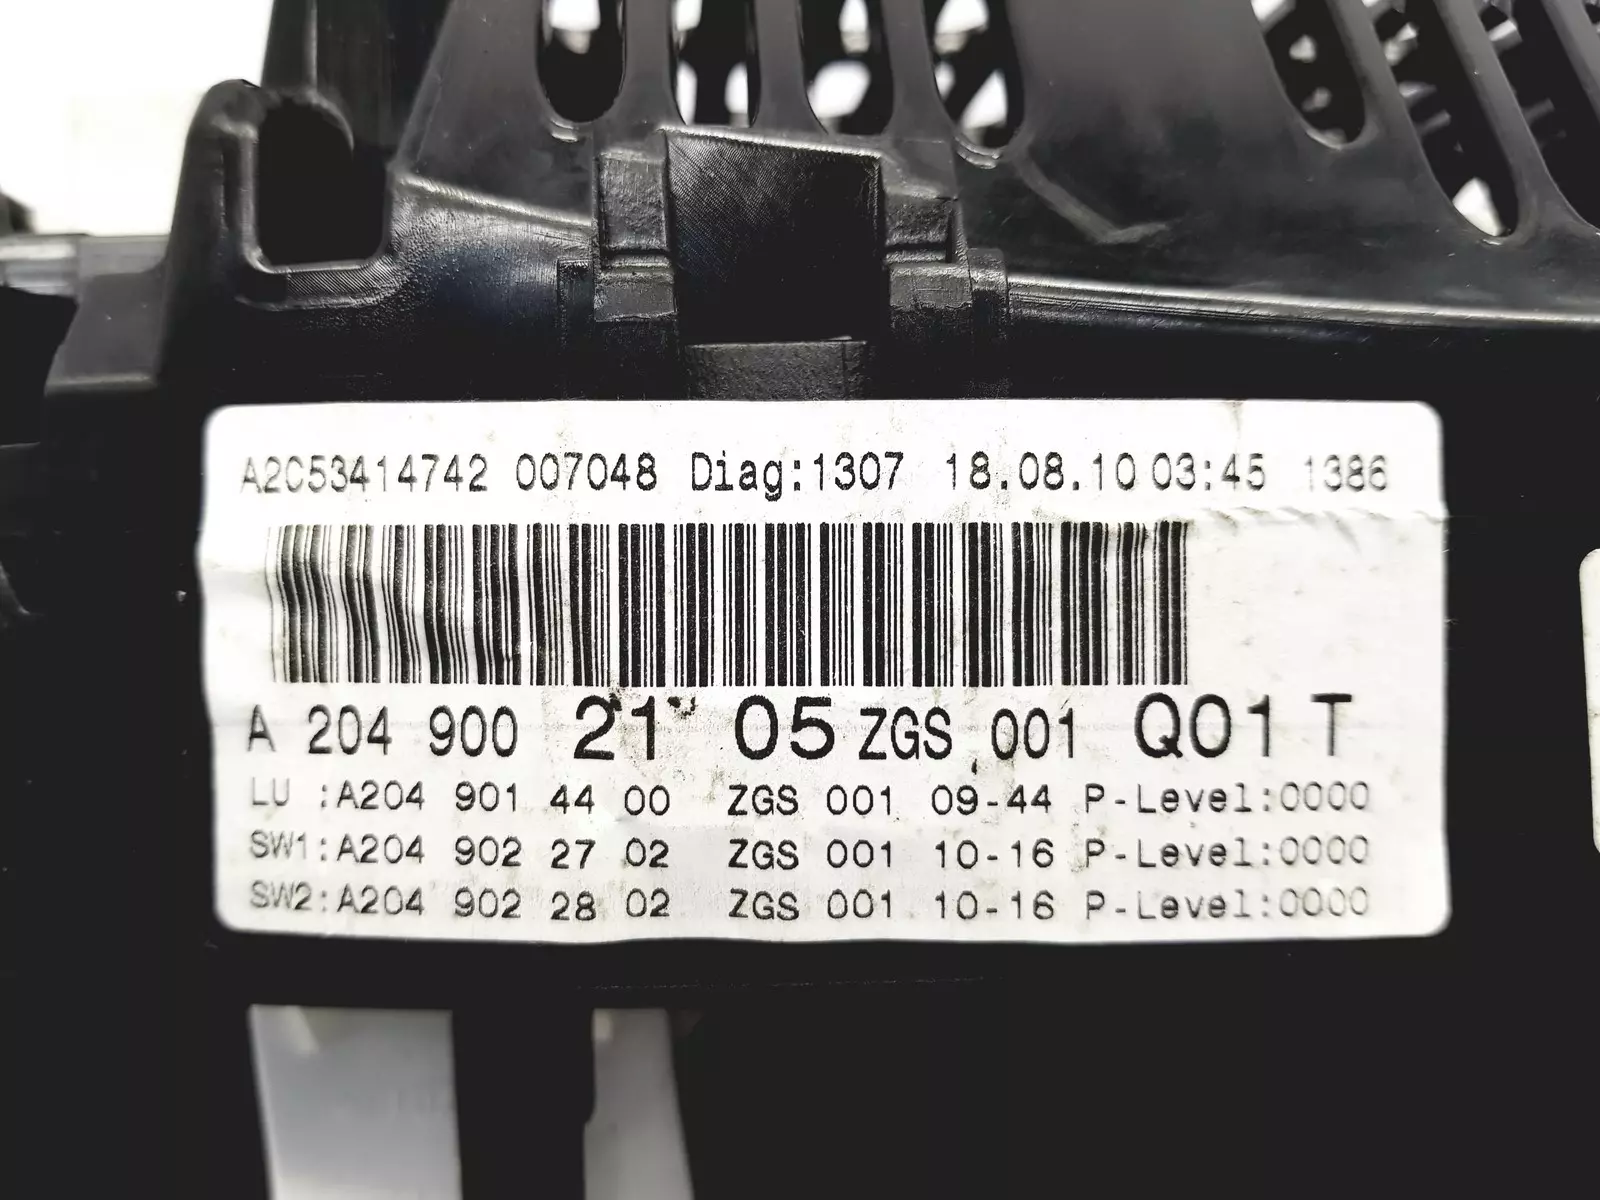 A2C53414742 007048 Diag:1307 18.08.10 03:45 1386
A 204 900 21 05 ZGS 001 Q01 T
LU :A204 901 44 00 ZGS 001 09-44 P-Level:0000
SW1:A204 902 27 02 ZGS 001 10-16 P-Level:0000
SW2:A204 902 28 02 ZGS 001 10-16 P-Level:0000